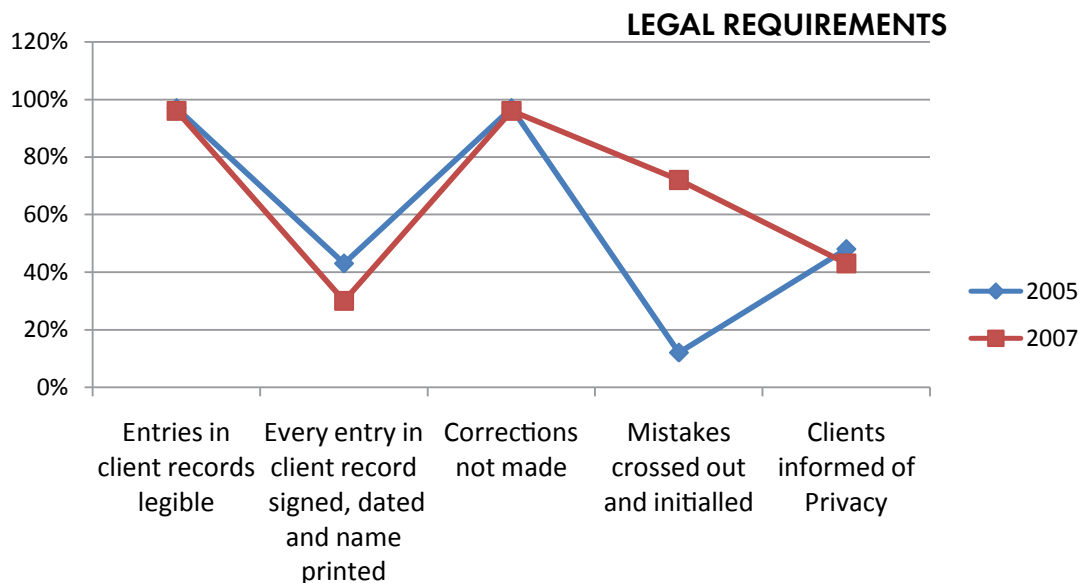 LEGAL REQUIREMENTS
120%
100%
80%
60%
40%
20%
0%
2005
2007
Entries in
client records
legible
Every entry in
client record
signed, dated
and name
printed
Corrections
not made
Mistakes
crossed out
and initialled
Clients
informed of
Privacy